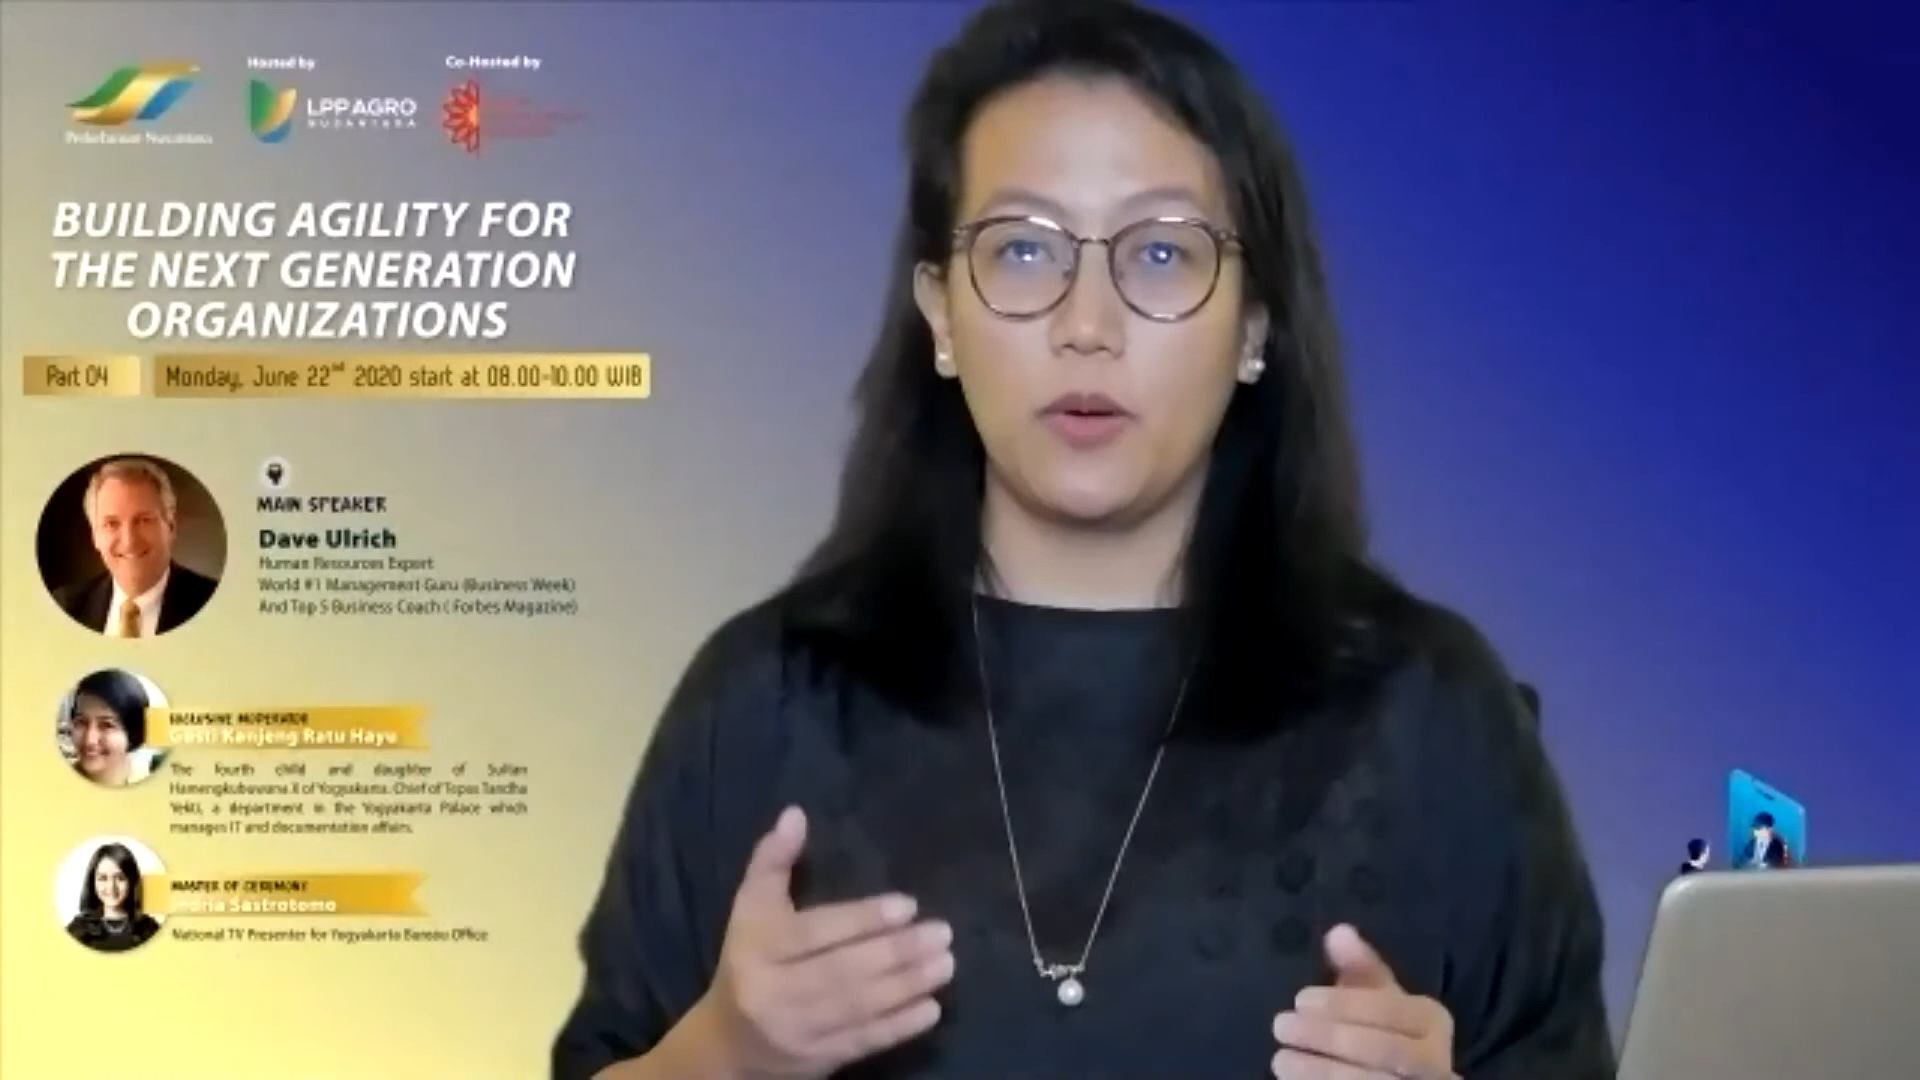 Hosted by
Co-Hosted by
LPP AGRO
NUSANTARA
Perkebunan Nusantara
BUILDING AGILITY FOR
THE NEXT GENERATION
ORGANIZATIONS
Part 04
Monday, June 22nd 2020 start at 08.00-10.00 WIB
MAIN SPEAKER
Dave Ulrich
Human Resources Expert
World #1 Management Guru (Business Week)
And Top 5 Business Coach ( Forbes Magazine)
EXCLUSIVE MODERATOR
Gusti Kanjeng Ratu Hayu
The fourth child and daughter of Sultan
Hamengkubuwana X of Yogyakarta. Chief of Tepas Tandha
Yekti, a department in the Yogyakarta Palace which
manages IT and documentation affairs.
MASTER OF CEREMONY
Indria Sastrotomo
National TV Presenter for Yogyakarta Bureau Office